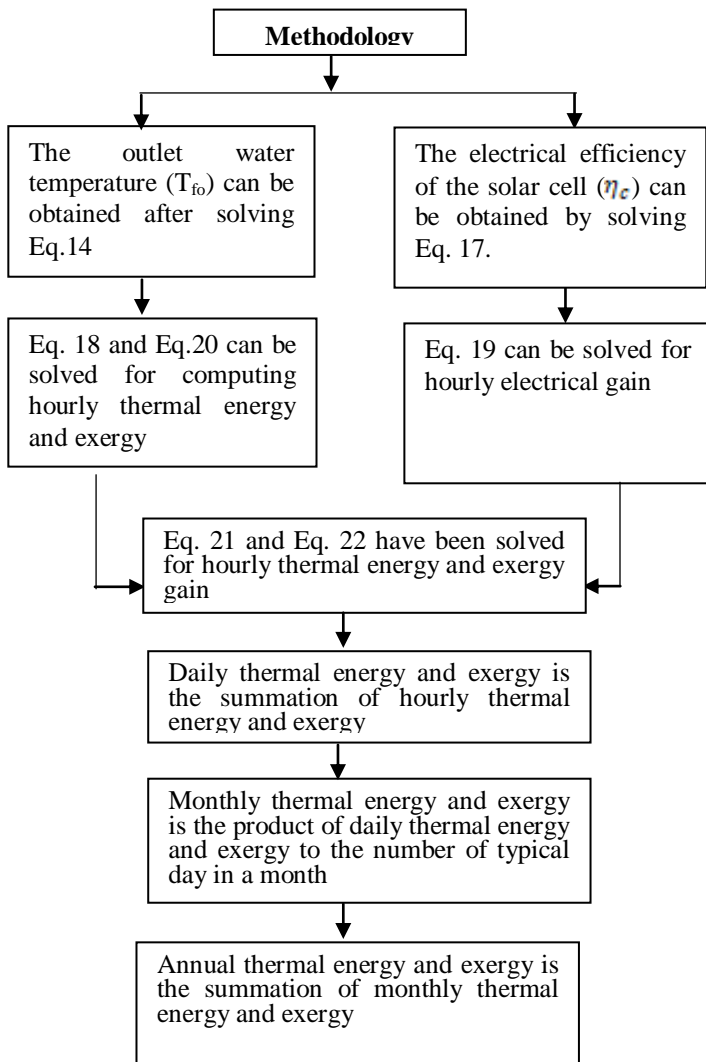 Methodology
The outlet water
temperature (Tfo) can be
obtained after solving
Eq.14
The electrical efficiency
of the solar cell (ηc) can
be obtained by solving
Eq. 17.
Eq. 18 and Eq.20 can be
solved for computing
hourly thermal energy
and exergy
Eq. 19 can be solved for
hourly electrical gain
Eq. 21 and Eq. 22 have been solved
for hourly thermal energy and exergy
gain
Daily thermal energy and exergy is
the summation of hourly thermal
energy and exergy
Monthly thermal energy and exergy
is the product of daily thermal energy
and exergy to the number of typical
day in a month
Annual thermal energy and exergy is
the summation of monthly thermal
energy and exergy